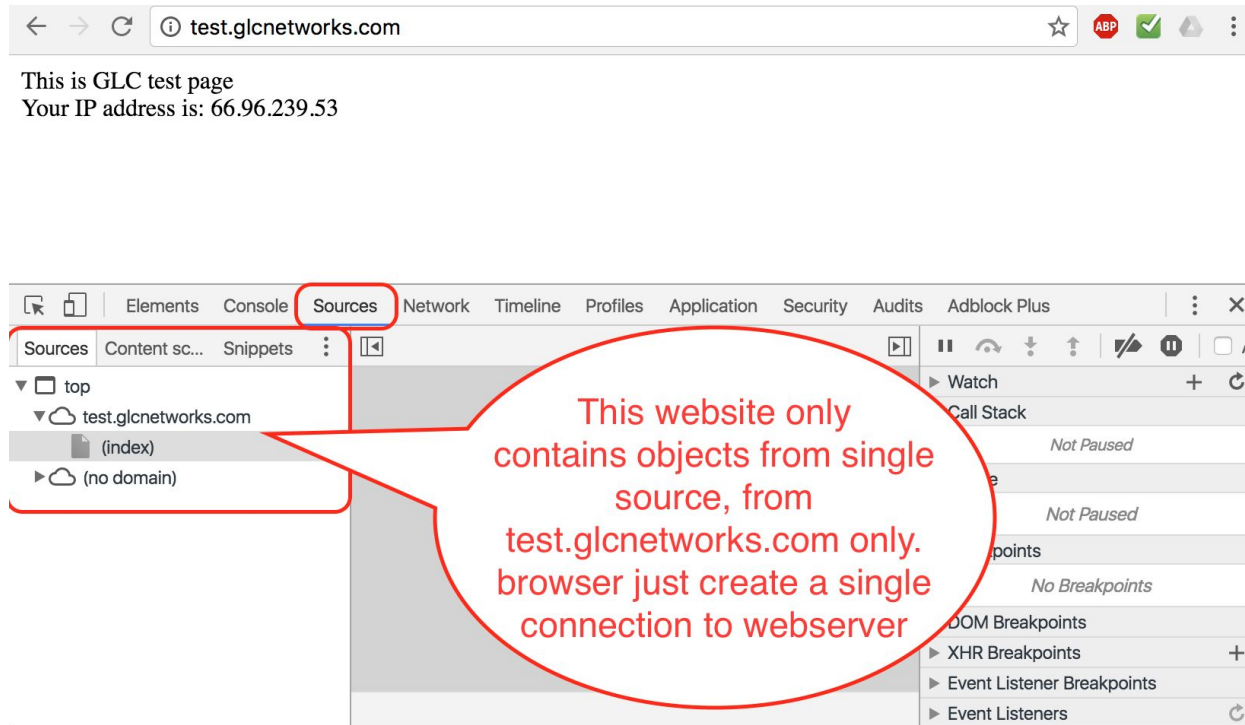 test.glcnetworks.com
ABP
This is GLC test page
Your IP address is: 66.96.239.53
Elements Console Sources Network Timeline Profiles Application Security Audits Adblock Plus
Sources Content sc... Snippets
top
test.glcnetworks.com
(index)
(no domain)
This website only
contains objects from single
source, from
test.glcnetworks.com only.
browser just create a single
connection to webserver
Watch
Call Stack
Not Paused
Not Paused
No Breakpoints
DOM Breakpoints
XHR Breakpoints
Event Listener Breakpoints
Event Listeners